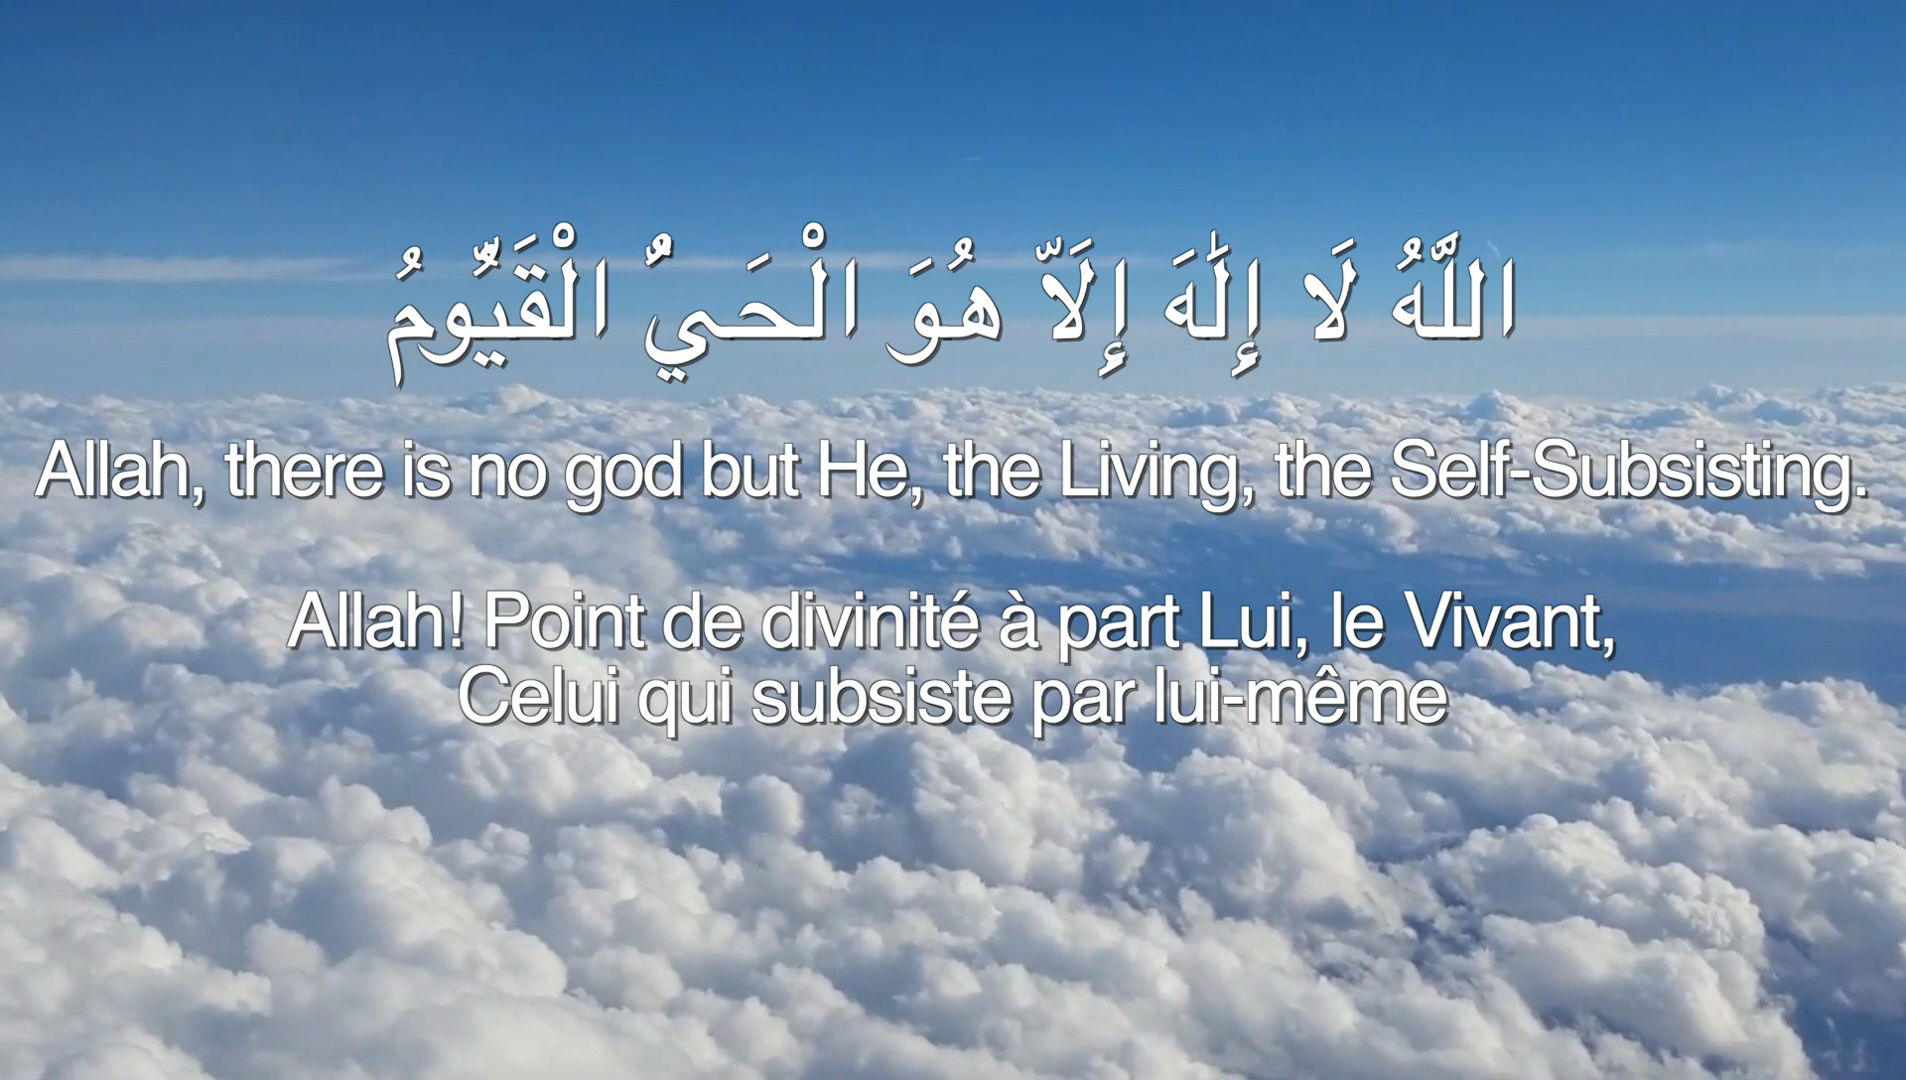 اللَّهُ لَا إِلَٰهَ إِلَّا هُوَ الْحَيُّ الْقَيُّومُ
Allah, there is no god but He, the Living, the Self-Subsisting.
Allah! Point de divinité à part Lui, le Vivant,
Celui qui subsiste par lui-même